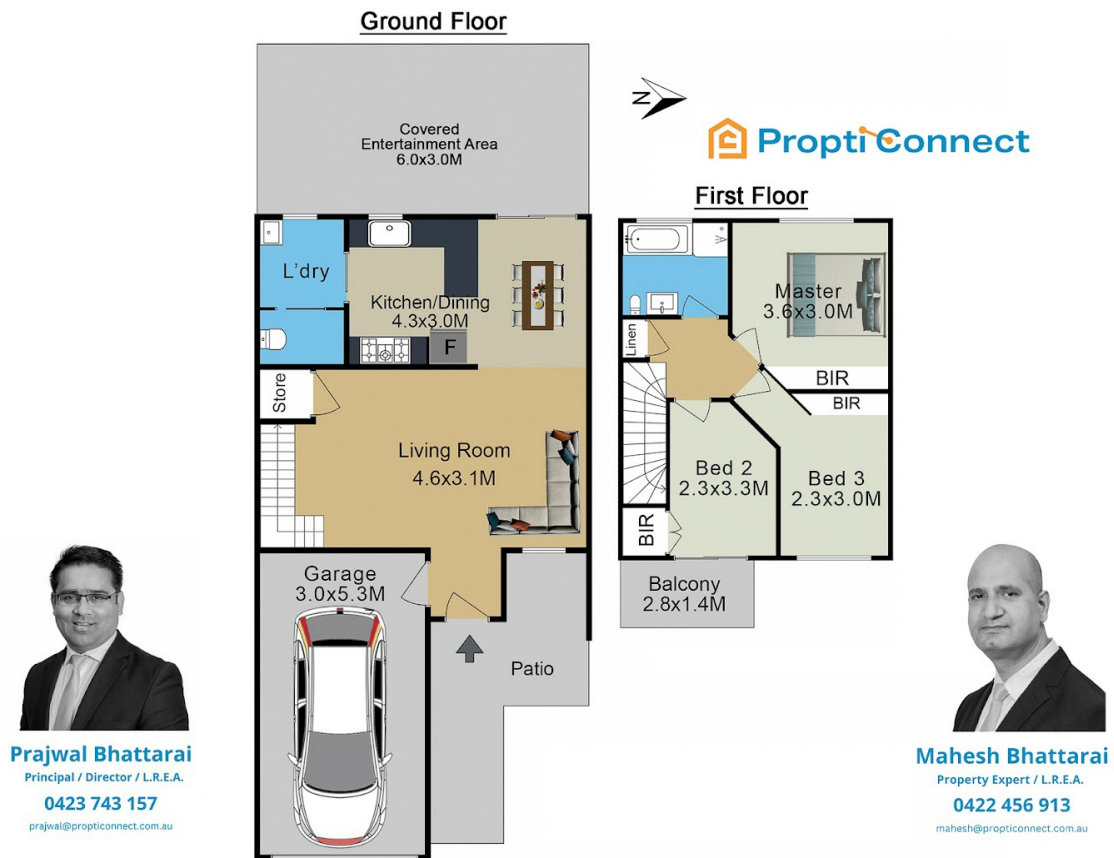 Ground Floor
Covered
Entertainment Area
6.0x3.0M
L'dry
Kitchen/Dining
4.3x3.0M
F
Store
Living Room
4.6x3.1M
Garage
3.0x5.3M
Patio
N
Propti Connect
First Floor
Master
3.6x3.0M
Linen
BIR
BIR
Bed 2
2.3x3.3M
Bed 3
2.3x3.0M
BIR
Balcony
2.8x1.4M
Prajwal Bhattarai
Principal / Director / L.R.E.A.
0423 743 157
prajwal@propticonnect.com.au
Mahesh Bhattarai
Property Expert / L.R.E.A.
0422 456 913
mahesh@propticonnect.com.au